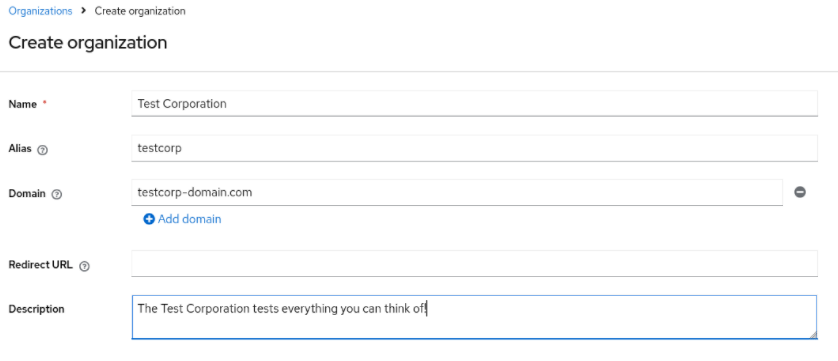 Organizations > Create organization
Create organization
Name *
Test Corporation
Alias
testcorp
Domain
testcorp-domain.com
Add domain
Redirect URL
Description
The Test Corporation tests everything you can think of!